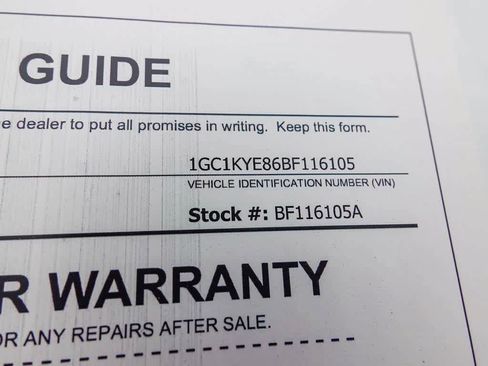 GUIDE
e dealer to put all promises in writing. Keep this form.
1GC1KYE86BF116105
VEHICLE IDENTIFICATION NUMBER (VIN)
Stock #: BF116105A
R WARRANTY
OR ANY REPAIRS AFTER SALE.